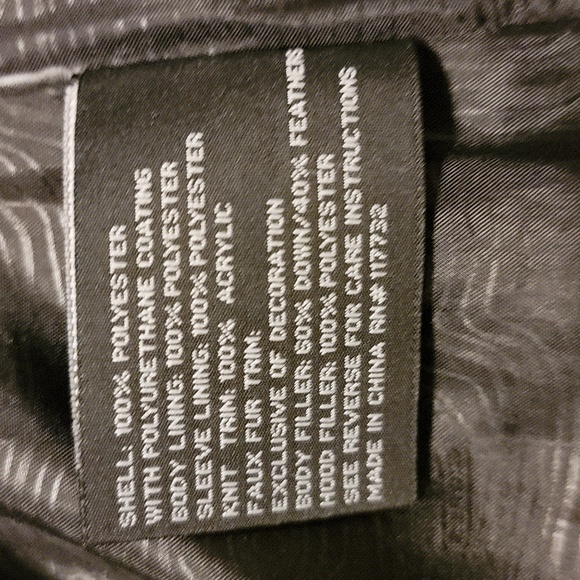 SHELL: 100% POLYESTER
WITH POLYURETHANE COATING
BODY LINING: 100% POLYESTER
SLEEVE LINING: 100% POLYESTER
KNIT TRIM: 100% ACRYLIC
FAUX FUR TRIM:
EXCLUSIVE OF DECORATION
BODY FILLER: 60% DOWN/40% FEATHERS
HOOD FILLER: 100% POLYESTER
SEE REVERSE FOR CARE INSTRUCTIONS
MADE IN CHINA RN# 117732